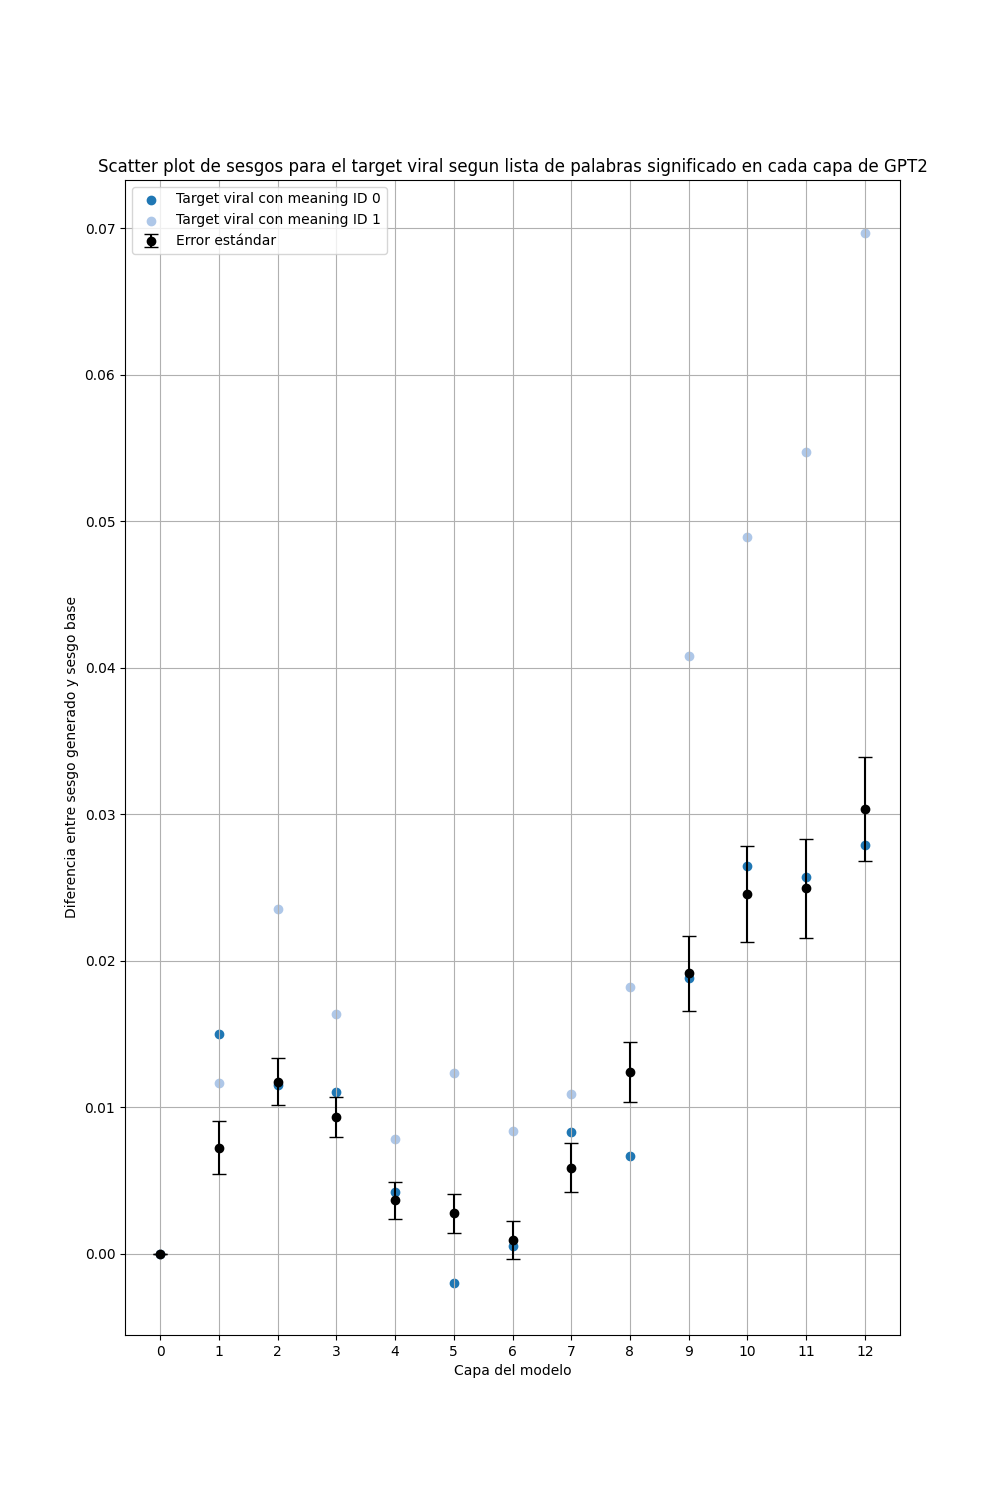 Scatter plot de sesgos para el target viral segun lista de palabras significado en cada capa de GPT2
Target viral con meaning ID 0
Target viral con meaning ID 1
Error estándar
0.07
0.06
0.05
0.04
0.03
0.02
0.01
0.00
Diferencia entre sesgo generado y sesgo base
0 1 2 3 4 5 6 7 8 9 10 11 12
Capa del modelo